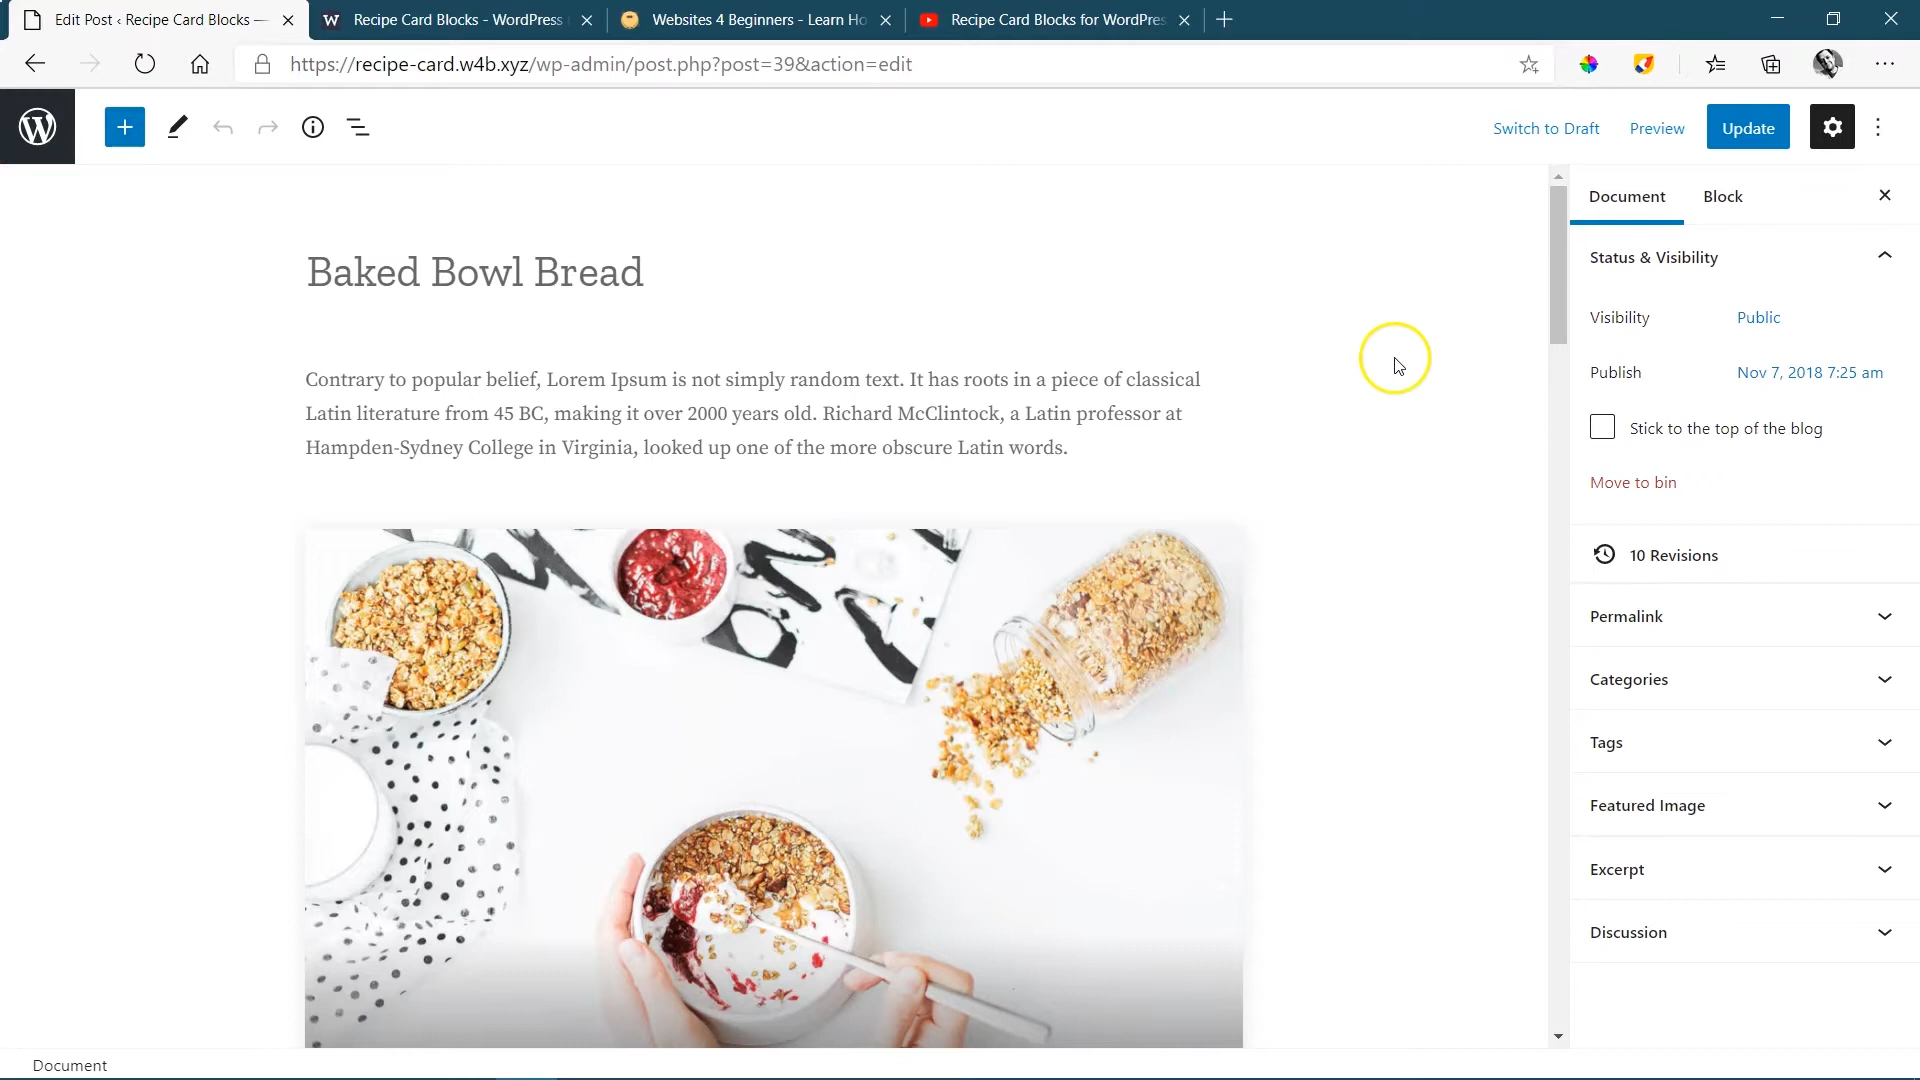 Edit Post ‹ Recipe Card Blocks —
Recipe Card Blocks - WordPress
Websites 4 Beginners - Learn Ho
Recipe Card Blocks for WordPres
https://recipe-card.w4b.xyz/wp-admin/post.php?post=39&action=edit
Switch to Draft
Preview
Update
Document
Block
Status & Visibility
Visibility
Public
Publish
Nov 7, 2018 7:25 am
Stick to the top of the blog
Move to bin
10 Revisions
Permalink
Categories
Tags
Featured Image
Excerpt
Discussion
Baked Bowl Bread
Contrary to popular belief, Lorem Ipsum is not simply random text. It has roots in a piece of classical
Latin literature from 45 BC, making it over 2000 years old. Richard McClintock, a Latin professor at
Hampden-Sydney College in Virginia, looked up one of the more obscure Latin words.
Document